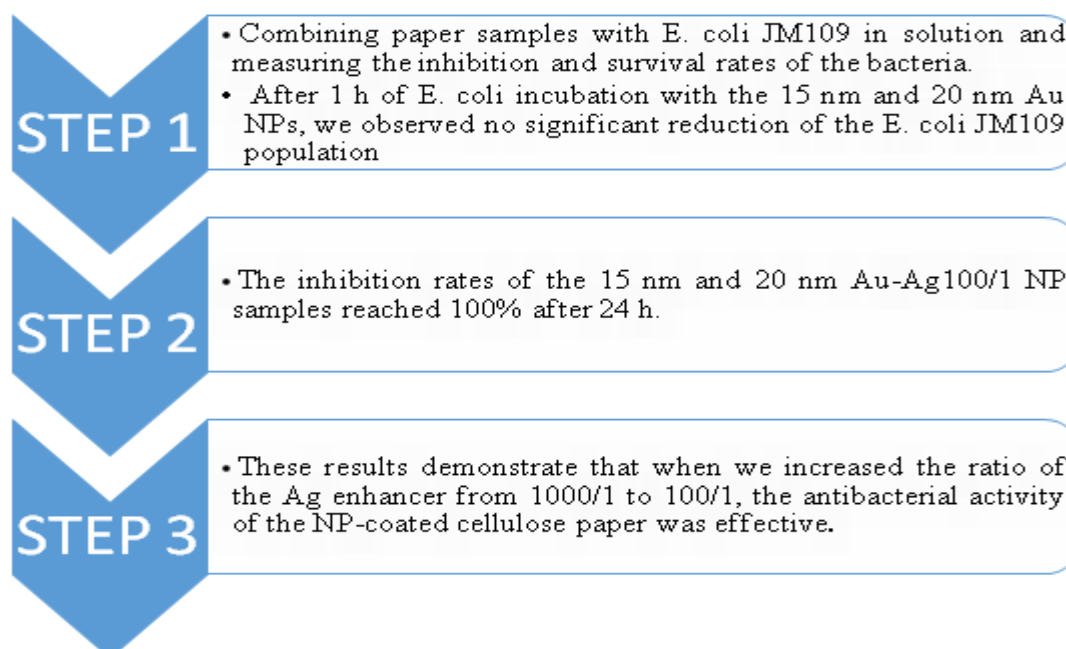 STEP 1
• Combining paper samples with E. coli JM109 in solution and
measuring the inhibition and survival rates of the bacteria.
• After 1 h of E. coli incubation with the 15 nm and 20 nm Au
NPs, we observed no significant reduction of the E. coli JM109
population
STEP 2
• The inhibition rates of the 15 nm and 20 nm Au-Ag100/1 NP
samples reached 100% after 24 h.
STEP 3
• These results demonstrate that when we increased the ratio of
the Ag enhancer from 1000/1 to 100/1, the antibacterial activity
of the NP-coated cellulose paper was effective.